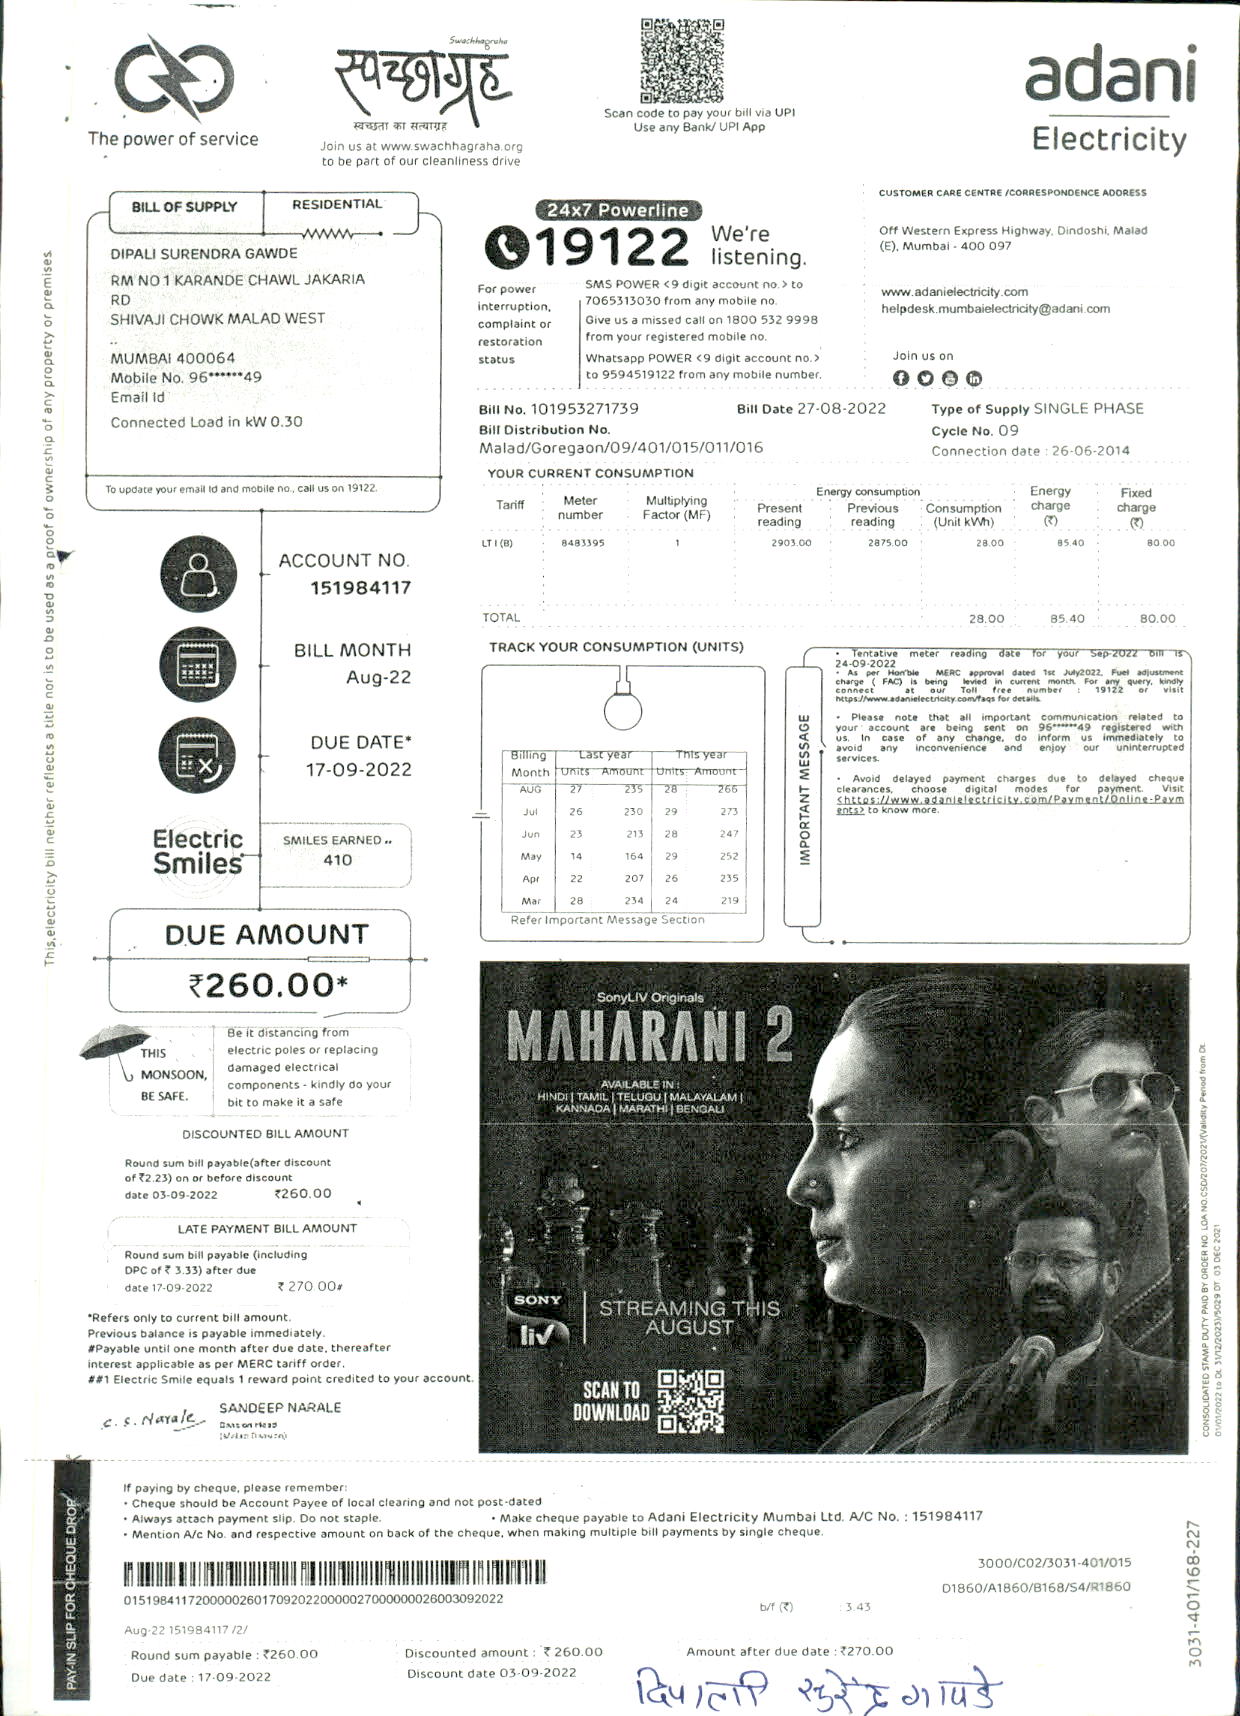 The power of service
Swachhagraha
स्वच्छाग्रह
स्वच्छता का सत्याग्रह
Join us at www.swachhagraha.org
to be part of our cleanliness drive
Scan code to pay your bill via UPI
Use any Bank/ UPI App
adani
Electricity
BILL OF SUPPLY
RESIDENTIAL
DIPALI SURENDRA GAWDE
RM NO 1 KARANDE CHAWL JAKARIA
RD
SHIVAJI CHOWK MALAD WEST
..
MUMBAI 400064
Mobile No. 96******49
Email Id
Connected Load in kW 0.30
To update your email Id and mobile no., call us on 19122.
24x7 Powerline
19122 We're
listening.
For power
interruption,
complaint or
restoration
status
SMS POWER <9 digit account no.> to
7065313030 from any mobile no.
Give us a missed call on 1800 532 9998
from your registered mobile no.
Whatsapp POWER <9 digit account no.>
to 9594519122 from any mobile number.
CUSTOMER CARE CENTRE /CORRESPONDENCE ADDRESS
Off Western Express Highway, Dindoshi, Malad
(E), Mumbai - 400 097
www.adanielectricity.com
helpdesk.mumbaielectricity@adani.com
Join us on
Bill No. 101953271739 Bill Date 27-08-2022 Type of Supply SINGLE PHASE
Bill Distribution No. Cycle No. 09
Malad/Goregaon/09/401/015/011/016 Connection date : 26-06-2014
YOUR CURRENT CONSUMPTION
Tariff Meter number Multiplying Factor (MF) Energy consumption Energy charge (₹) Fixed charge (₹)
Present reading Previous reading Consumption (Unit kWh)
LT I (B) 8483395 1 2903.00 2875.00 28.00 85.40 80.00
TOTAL 28.00 85.40 80.00
This electricity bill neither reflects a title nor is to be used as a proof of ownership of any property or premises.
ACCOUNT NO.
151984117
BILL MONTH
Aug-22
DUE DATE*
17-09-2022
Electric
Smiles
SMILES EARNED ..
410
DUE AMOUNT
₹260.00*
TRACK YOUR CONSUMPTION (UNITS)
Billing Last year This year
Month Units Amount Units Amount
AUG 27 235 28 266
Jul 26 230 29 273
Jun 23 213 28 247
May 14 164 29 252
Apr 22 207 26 235
Mar 28 234 24 219
Refer Important Message Section
IMPORTANT MESSAGE
• Tentative meter reading date for your Sep-2022 bill is
24-09-2022
• As per Hon'ble MERC approval dated 1st July2022, Fuel adjustment
charge ( FAC) is being levied in current month. For any query, kindly
connect at our Toll free number : 19122 or visit
https://www.adanielectricity.com/faqs for details.
• Please note that all important communication related to
your account are being sent on 96******49 registered with
us. In case of any change, do inform us immediately to
avoid any inconvenience and enjoy our uninterrupted
services.
• Avoid delayed payment charges due to delayed cheque
clearances, choose digital modes for payment. Visit
<https://www.adanielectricity.com/Payment/Online-Paym
ents> to know more.
THIS
MONSOON,
BE SAFE.
Be it distancing from
electric poles or replacing
damaged electrical
components - kindly do your
bit to make it a safe
DISCOUNTED BILL AMOUNT
Round sum bill payable(after discount
of ₹2.23) on or before discount
date 03-09-2022 ₹260.00
LATE PAYMENT BILL AMOUNT
Round sum bill payable (including
DPC of ₹ 3.33) after due
date 17-09-2022 ₹ 270.00#
*Refers only to current bill amount.
Previous balance is payable immediately.
#Payable until one month after due date, thereafter
interest applicable as per MERC tariff order.
##1 Electric Smile equals 1 reward point credited to your account.
C. S. Narale
SANDEEP NARALE
Division Head
(Malad Division)
SonyLIV Originals
MAHARANI 2
AVAILABLE IN :
HINDI | TAMIL | TELUGU | MALAYALAM |
KANNADA | MARATHI | BENGALI
SONY
liv
STREAMING THIS
AUGUST
SCAN TO
DOWNLOAD
CONSOLIDATED STAMP DUTY PAID BY ORDER NO. LOA NO.CSD/207/2021/(Validity Period from Dt.
01/01/2022 to Dt. 31/12/2023)/5029 DT. 03 DEC 2021
PAY-IN SLIP FOR CHEQUE DROP
If paying by cheque, please remember:
• Cheque should be Account Payee of local clearing and not post-dated
• Always attach payment slip. Do not staple. • Make cheque payable to Adani Electricity Mumbai Ltd. A/C No. : 151984117
• Mention A/c No. and respective amount on back of the cheque, when making multiple bill payments by single cheque.
3000/C02/3031-401/015
D1860/A1860/B168/S4/R1860
b/f (₹) : 3.43
Aug-22 151984117 /2/
Round sum payable : ₹260.00 Discounted amount : ₹ 260.00 Amount after due date : ₹270.00
Due date : 17-09-2022 Discount date 03-09-2022
3031-401/168-227
दिपाली सुरेंद्र गावडे